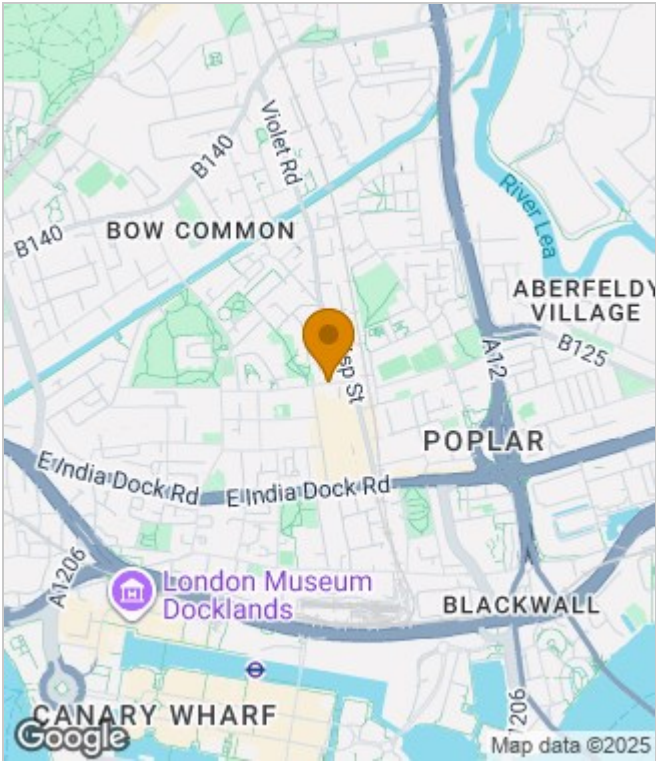 Violet Rd
B140
B140
BOW COMMON
River Lea
ABERFELDY
VILLAGE
A12
B125
sp St
POPLAR
E India Dock Rd
E India Dock Rd
A1206
London Museum
Docklands
BLACKWALL
CANARY WHARF
1206
Google
Map data ©2025